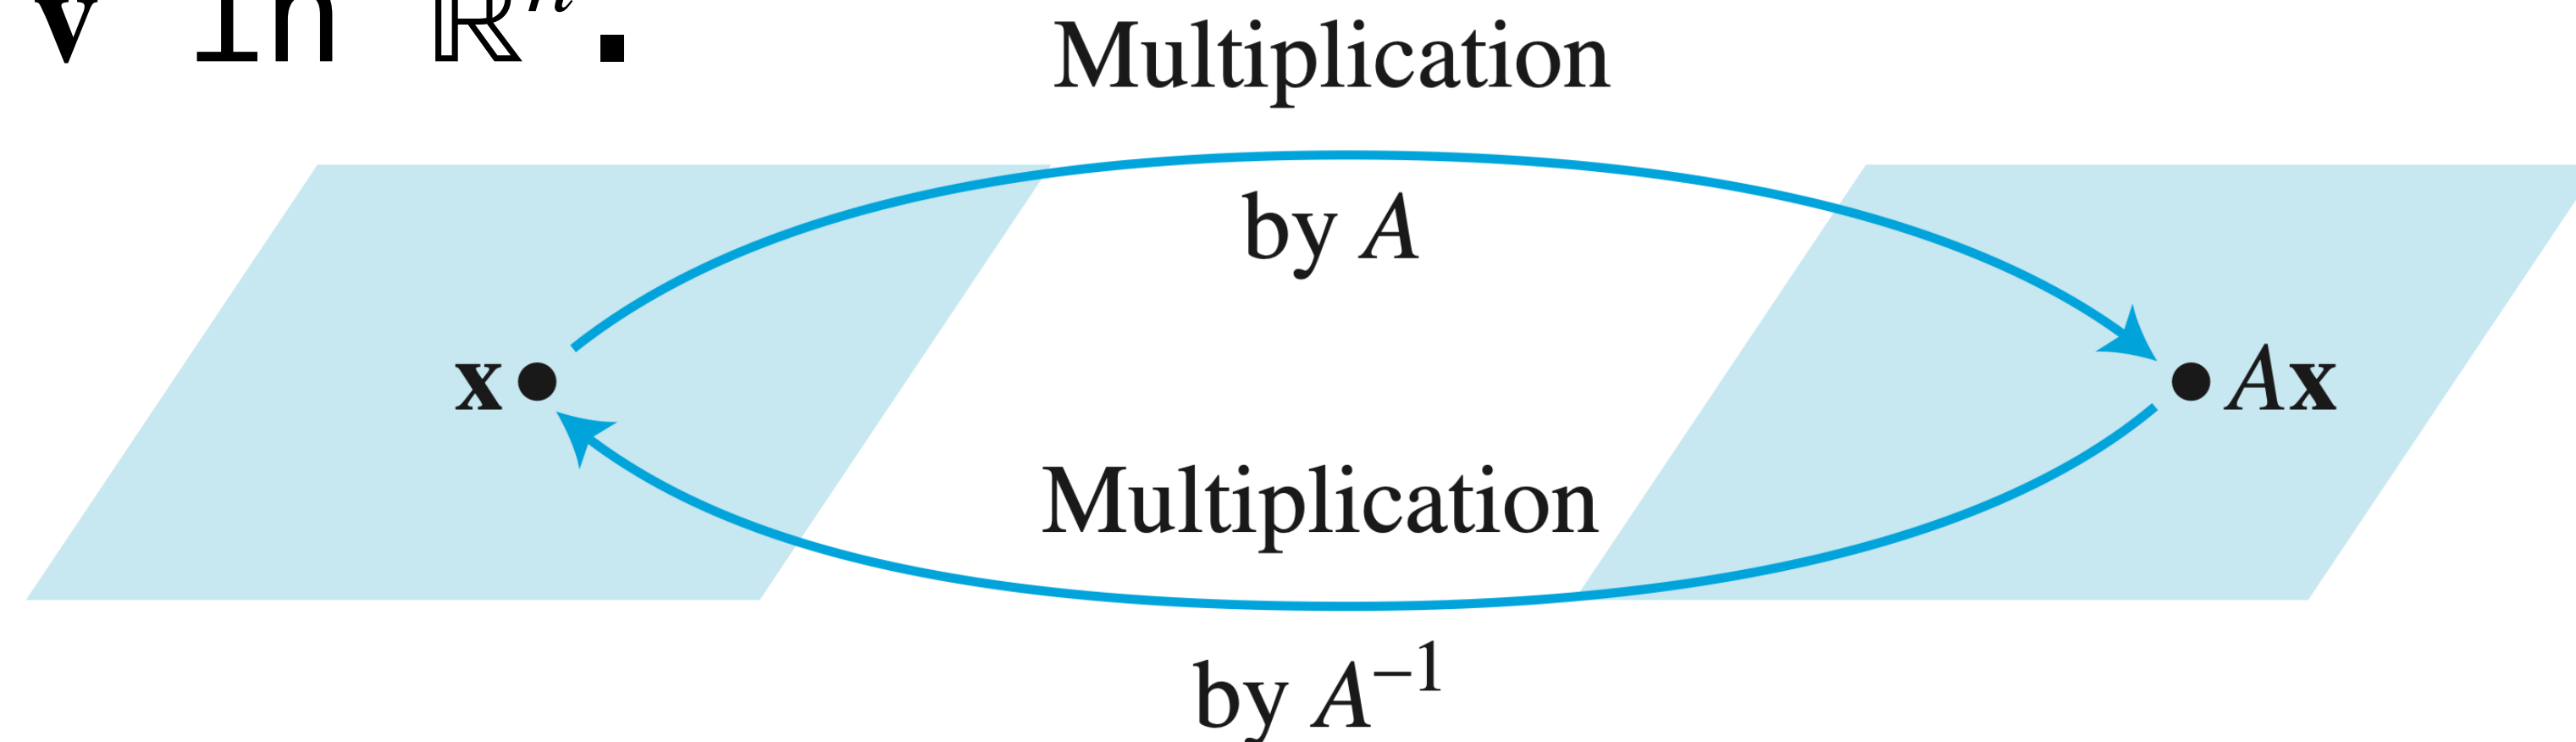 v in ℝⁿ.
Multiplication
by A
x
Ax
Multiplication
by A⁻¹